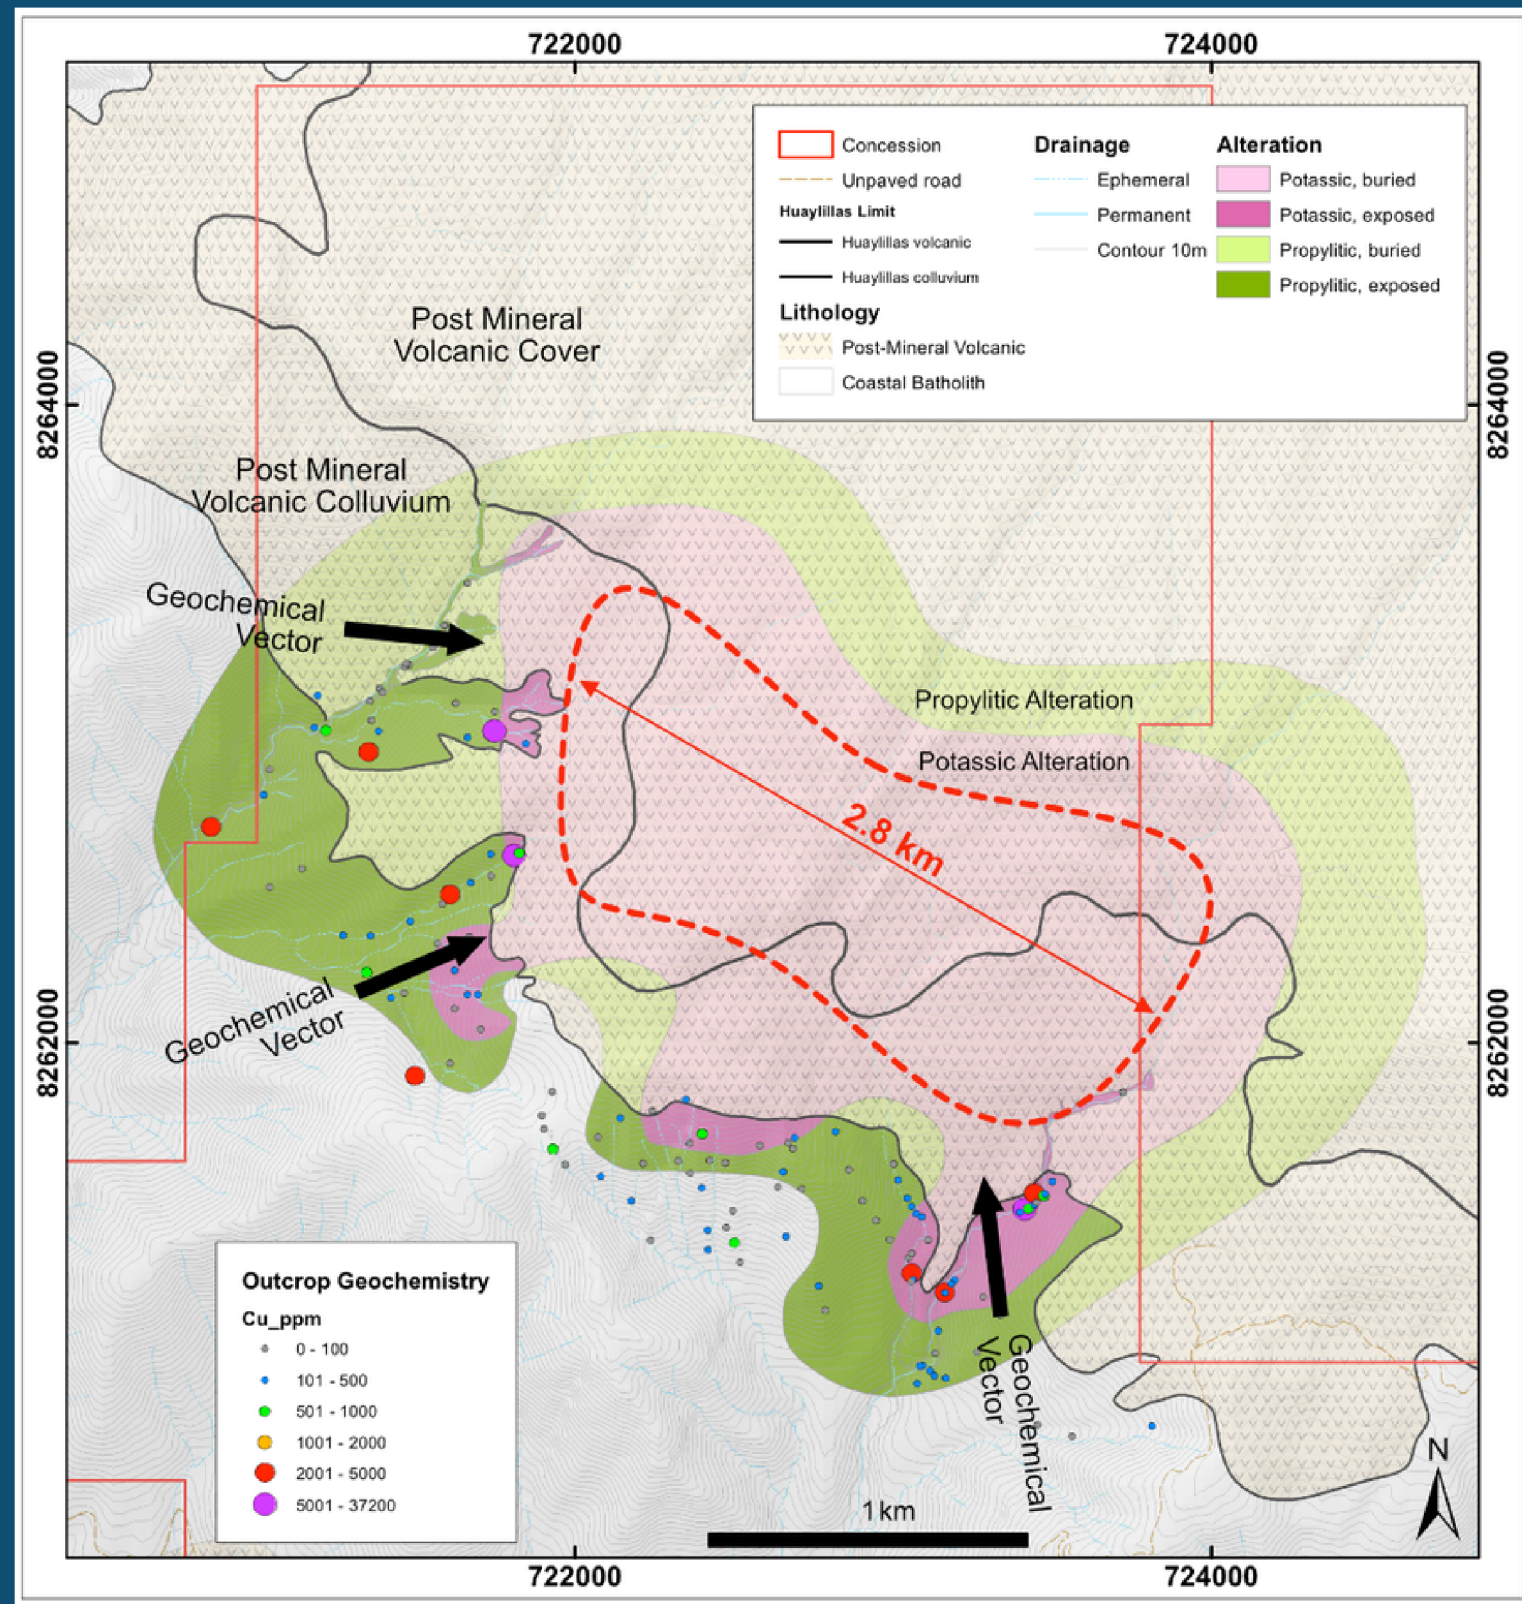 722000
724000
Concession
Unpaved road
Huaylillas Limit
Huaylillas volcanic
Huaylillas colluvium
Lithology
Post-Mineral Volcanic
Coastal Batholith
Drainage
Ephemeral
Permanent
Contour 10m
Alteration
Potassic, buried
Potassic, exposed
Propylitic, buried
Propylitic, exposed
Post Mineral
Volcanic Cover
8264000
8264000
Post Mineral
Volcanic Colluvium
Geochemical
Vector
Propylitic Alteration
Potassic Alteration
2.8 km
Geochemical
Vector
8262000
8262000
Geochemical
Vector
Outcrop Geochemistry
Cu_ppm
0 - 100
101 - 500
501 - 1000
1001 - 2000
2001 - 5000
5001 - 37200
1 km
N
722000
724000